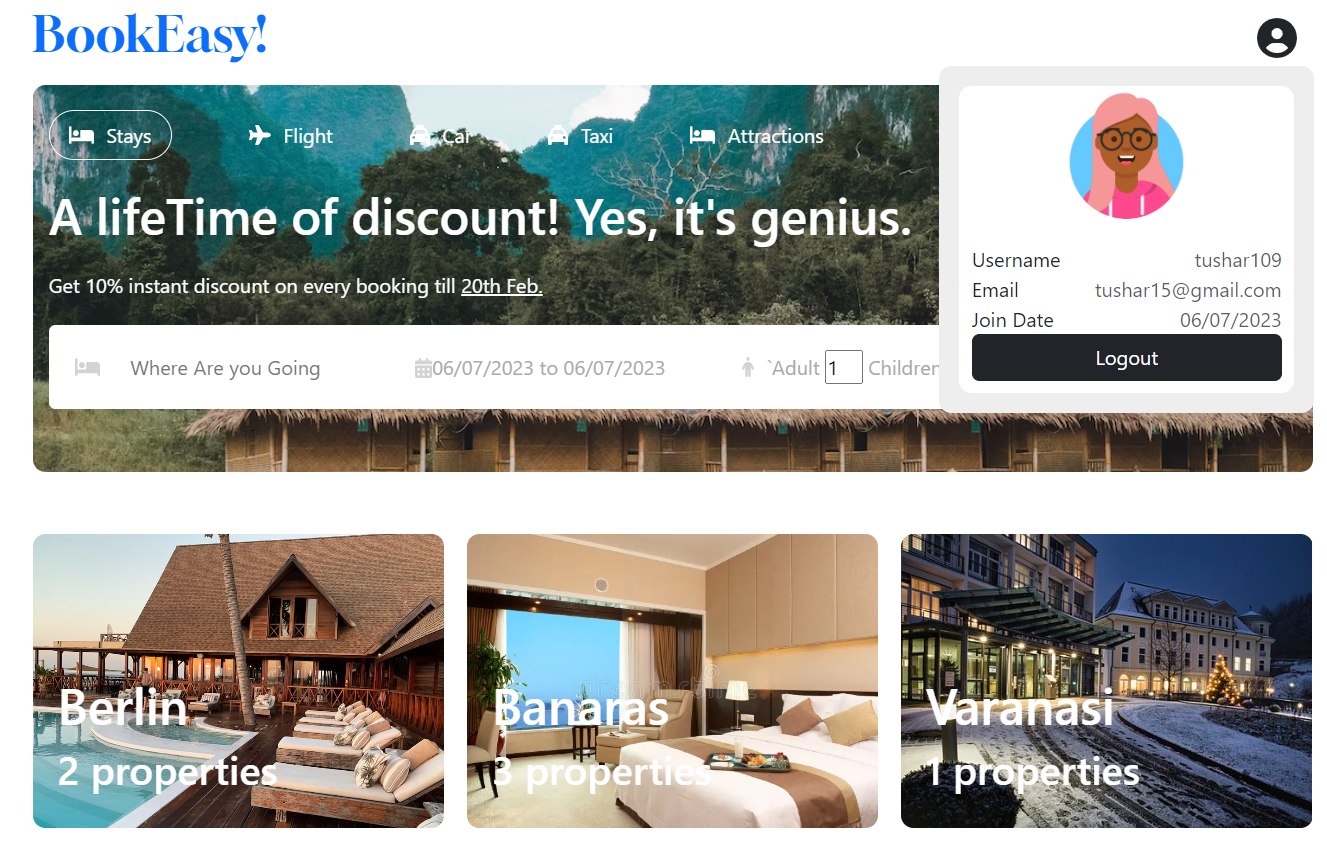 BookEasy!
Stays Flight Car Taxi Attractions
A lifeTime of discount! Yes, it's genius.
Get 10% instant discount on every booking till 20th Feb.
Where Are you Going 06/07/2023 to 06/07/2023 `Adult 1 Children
Username tushar109
Email tushar15@gmail.com
Join Date 06/07/2023
Logout
Berlin
2 properties
Banaras
3 properties
Varanasi
1 properties